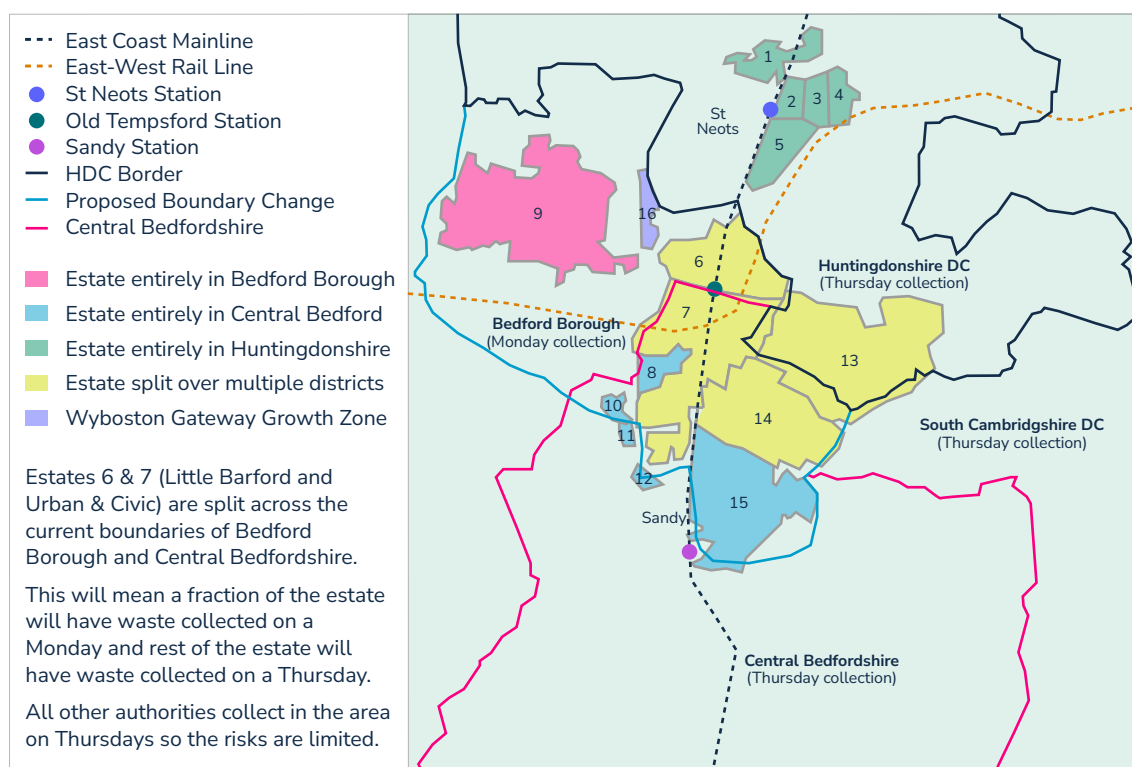 East Coast Mainline
East-West Rail Line
St Neots Station
Old Tempsford Station
Sandy Station
HDC Border
Proposed Boundary Change
Central Bedfordshire
Estate entirely in Bedford Borough
Estate entirely in Central Bedford
Estate entirely in Huntingdonshire
Estate split over multiple districts
Wyboston Gateway Growth Zone
Estates 6 & 7 (Little Barford and
Urban & Civic) are split across the
current boundaries of Bedford
Borough and Central Bedfordshire.
This will mean a fraction of the estate
will have waste collected on a
Monday and rest of the estate will
have waste collected on a Thursday.
All other authorities collect in the area
on Thursdays so the risks are limited.
1
2
3
4
St
Neots
5
9
16
6
Huntingdonshire DC
(Thursday collection)
7
Bedford Borough
(Monday collection)
13
8
10
14
11
South Cambridgshire DC
(Thursday collection)
12
15
Sandy
Central Bedfordshire
(Thursday collection)